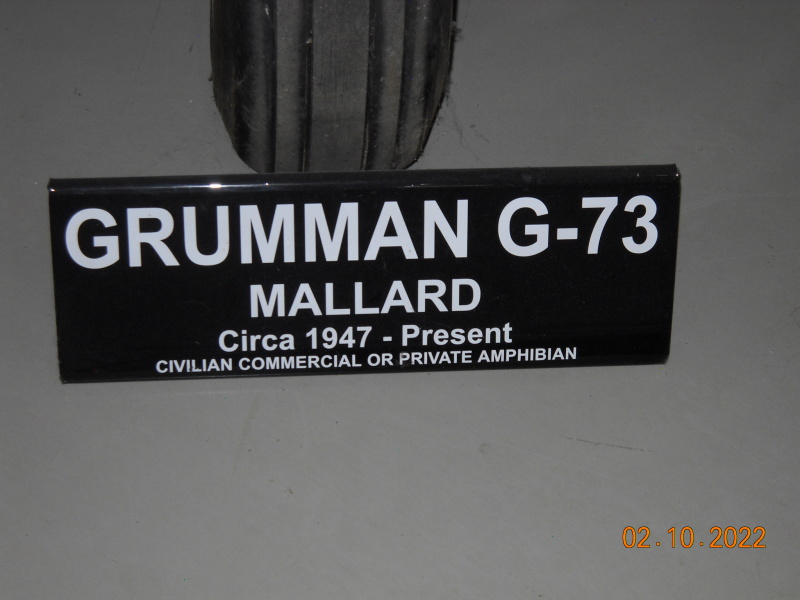 GRUMMAN G-73
MALLARD
Circa 1947 - Present
CIVILIAN COMMERCIAL OR PRIVATE AMPHIBIAN
02.10.2022